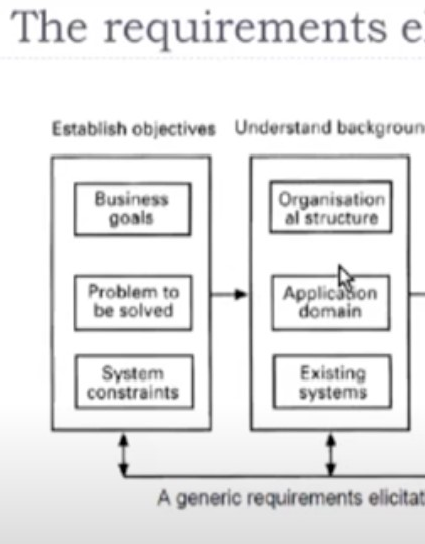 The requirements e
Establish objectives
Understand backgroun
Business
goals
Problem to
be solved
System
constraints
Organisation
al structure
Application
domain
Existing
systems
A generic requirements elicitat